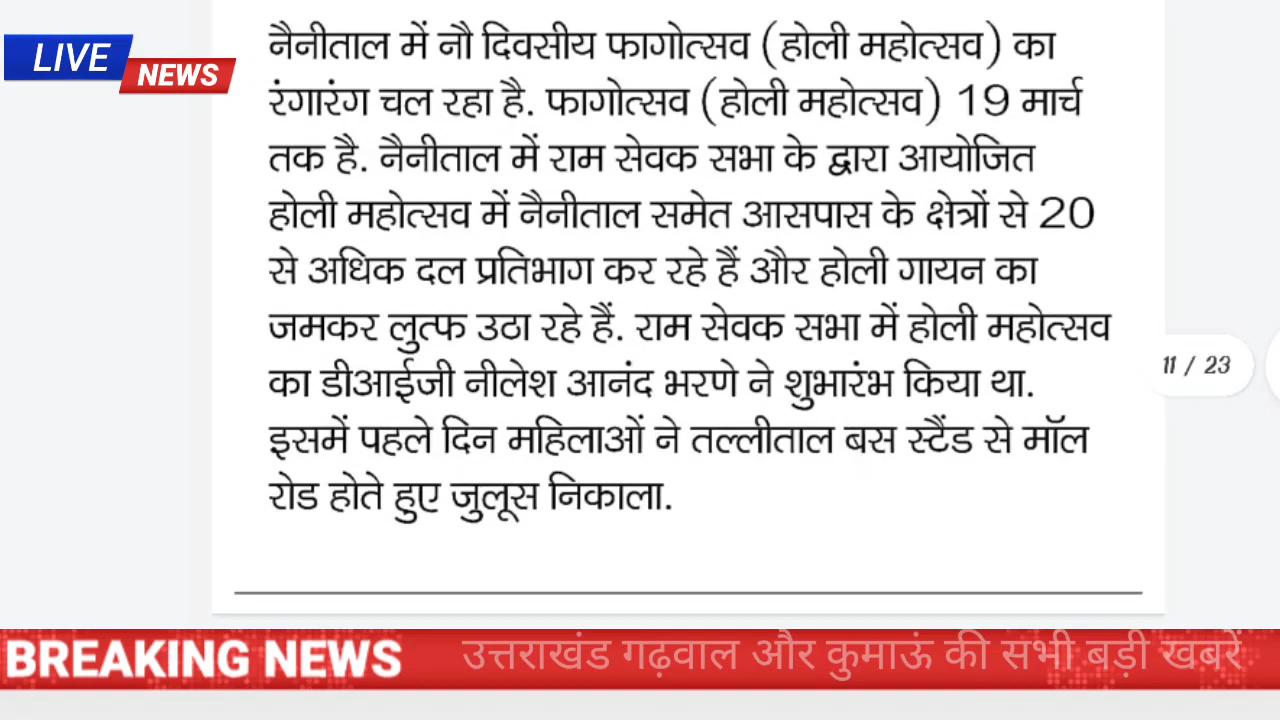 LIVE
NEWS
नैनीताल में नौ दिवसीय फागोत्सव (होली महोत्सव) का
रंगारंग चल रहा है. फागोत्सव (होली महोत्सव) 19 मार्च
तक है. नैनीताल में राम सेवक सभा के द्वारा आयोजित
होली महोत्सव में नैनीताल समेत आसपास के क्षेत्रों से 20
से अधिक दल प्रतिभाग कर रहे हैं और होली गायन का
जमकर लुत्फ उठा रहे हैं. राम सेवक सभा में होली महोत्सव
का डीआईजी नीलेश आनंद भरणे ने शुभारंभ किया था.
इसमें पहले दिन महिलाओं ने तल्लीताल बस स्टैंड से मॉल
रोड होते हुए जुलूस निकाला.
11 / 23
BREAKING NEWS
उत्तराखंड गढ़वाल और कुमाऊं की सभी बड़ी खबरें